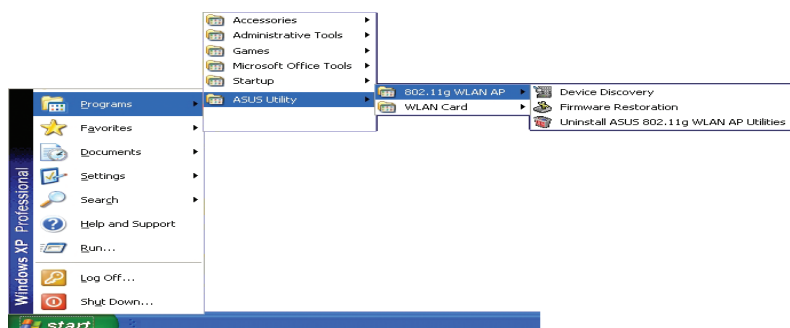 Accessories
Administrative Tools
Games
Microsoft Office Tools
Startup
ASUS Utility
802.11g WLAN AP
WLAN Card
Device Discovery
Firmware Restoration
Uninstall ASUS 802.11g WLAN AP Utilities
Programs
Favorites
Documents
Settings
Search
Help and Support
Run...
Log Off...
Shut Down...
Windows XP Professional
start